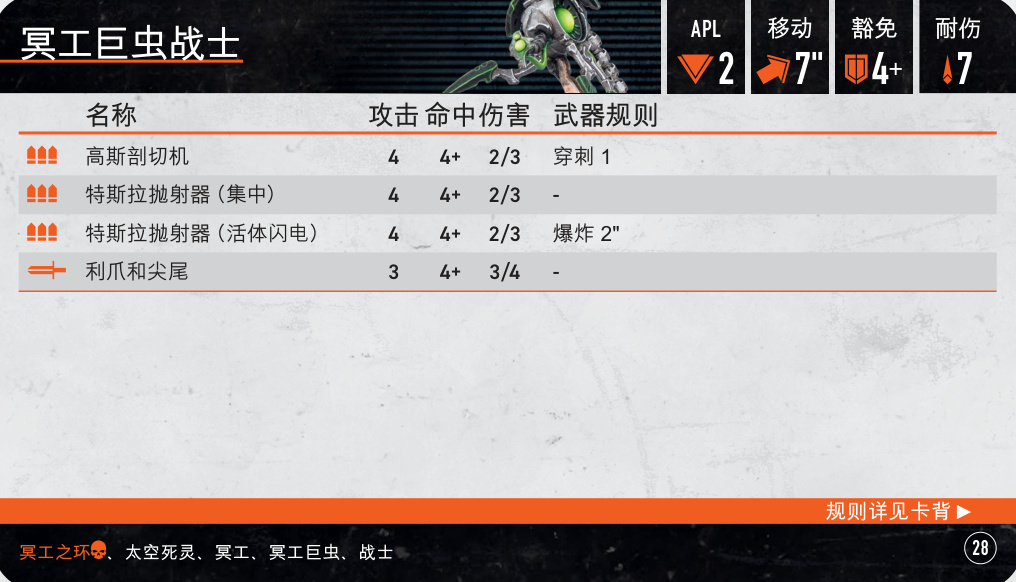 冥工巨虫战士
APL 移动 豁免 耐伤
2 7" 4+ 7
名称 攻击 命中 伤害 武器规则
高斯剖切机 4 4+ 2/3 穿刺 1
特斯拉抛射器（集中） 4 4+ 2/3 -
特斯拉抛射器（活体闪电） 4 4+ 2/3 爆炸 2"
利爪和尖尾 3 4+ 3/4 -
规则详见卡背▶
冥工之环、太空死灵、冥工、冥工巨虫、战士
28